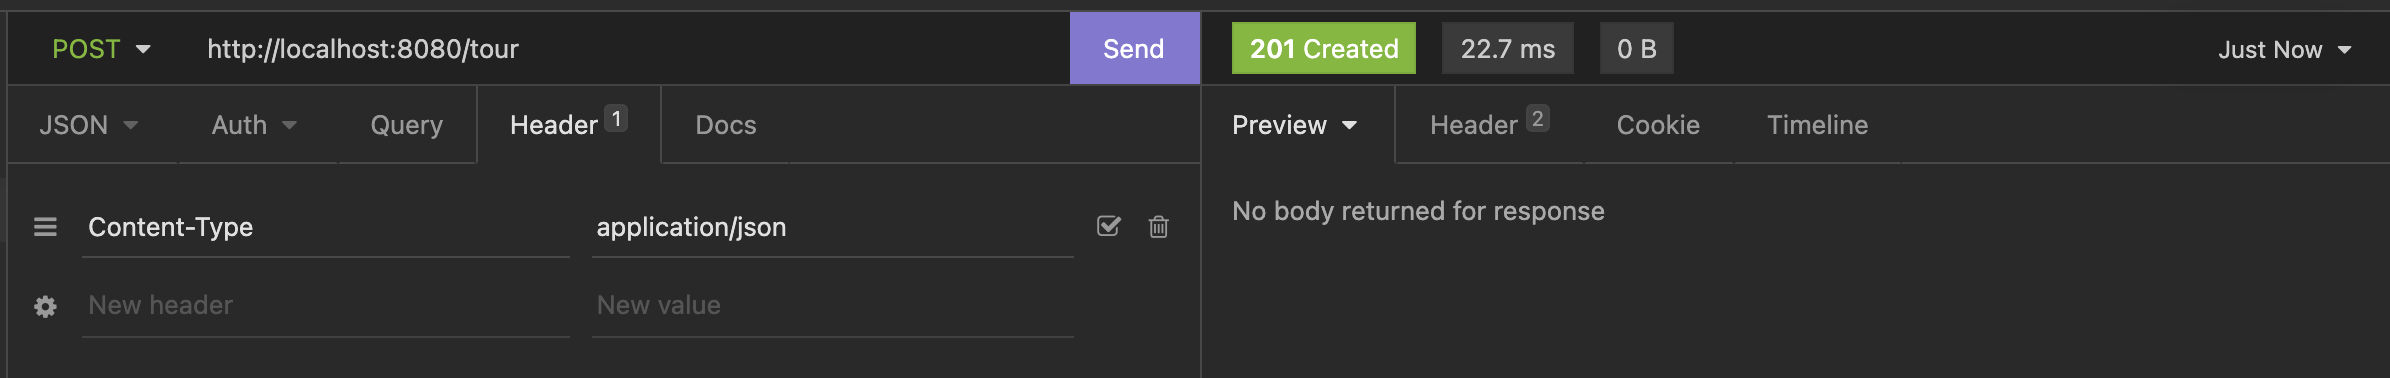 POST http://localhost:8080/tour Send 201 Created 22.7 ms 0 B Just Now
JSON Auth Query Header 1 Docs Preview Header 2 Cookie Timeline
Content-Type application/json
No body returned for response
New header New value